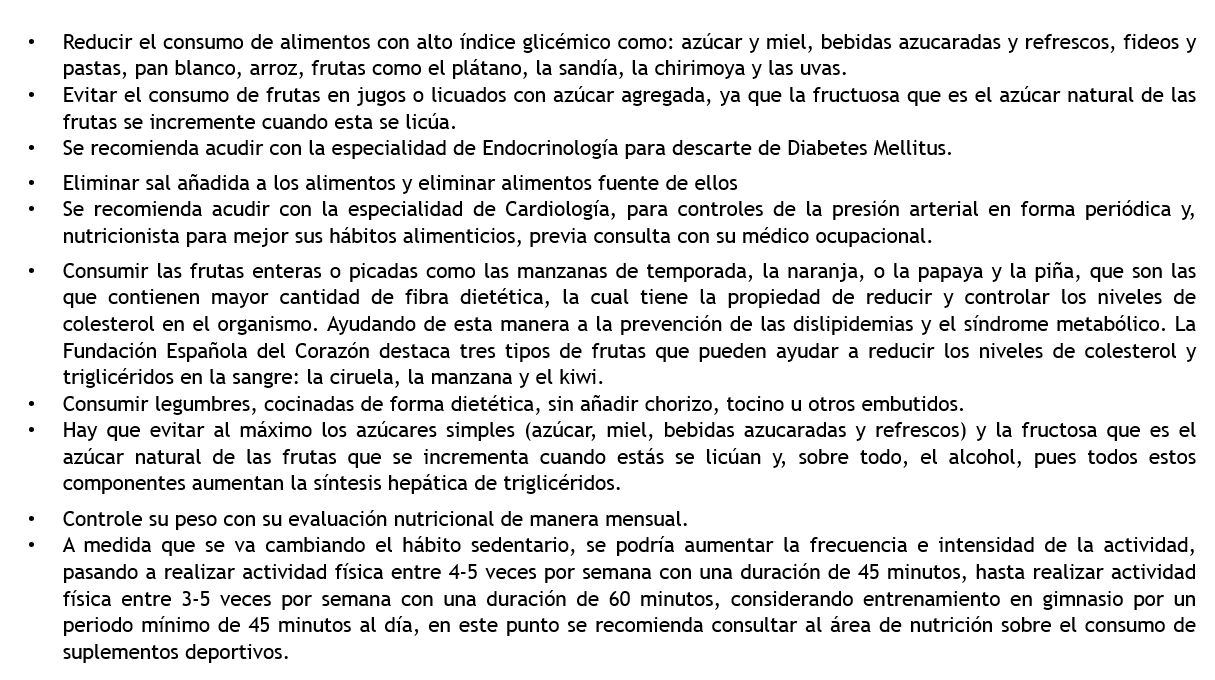 • Reducir el consumo de alimentos con alto índice glicémico como: azúcar y miel, bebidas azucaradas y refrescos, fideos y
pastas, pan blanco, arroz, frutas como el plátano, la sandía, la chirimoya y las uvas.
• Evitar el consumo de frutas en jugos o licuados con azúcar agregada, ya que la fructuosa que es el azúcar natural de las
frutas se incremente cuando esta se licúa.
• Se recomienda acudir con la especialidad de Endocrinología para descarte de Diabetes Mellitus.
• Eliminar sal añadida a los alimentos y eliminar alimentos fuente de ellos
• Se recomienda acudir con la especialidad de Cardiología, para controles de la presión arterial en forma periódica y,
nutricionista para mejor sus hábitos alimenticios, previa consulta con su médico ocupacional.
• Consumir las frutas enteras o picadas como las manzanas de temporada, la naranja, o la papaya y la piña, que son las
que contienen mayor cantidad de fibra dietética, la cual tiene la propiedad de reducir y controlar los niveles de
colesterol en el organismo. Ayudando de esta manera a la prevención de las dislipidemias y el síndrome metabólico. La
Fundación Española del Corazón destaca tres tipos de frutas que pueden ayudar a reducir los niveles de colesterol y
triglicéridos en la sangre: la ciruela, la manzana y el kiwi.
• Consumir legumbres, cocinadas de forma dietética, sin añadir chorizo, tocino u otros embutidos.
• Hay que evitar al máximo los azúcares simples (azúcar, miel, bebidas azucaradas y refrescos) y la fructosa que es el
azúcar natural de las frutas que se incrementa cuando estás se licúan y, sobre todo, el alcohol, pues todos estos
componentes aumentan la síntesis hepática de triglicéridos.
• Controle su peso con su evaluación nutricional de manera mensual.
• A medida que se va cambiando el hábito sedentario, se podría aumentar la frecuencia e intensidad de la actividad,
pasando a realizar actividad física entre 4-5 veces por semana con una duración de 45 minutos, hasta realizar actividad
física entre 3-5 veces por semana con una duración de 60 minutos, considerando entrenamiento en gimnasio por un
periodo mínimo de 45 minutos al día, en este punto se recomienda consultar al área de nutrición sobre el consumo de
suplementos deportivos.